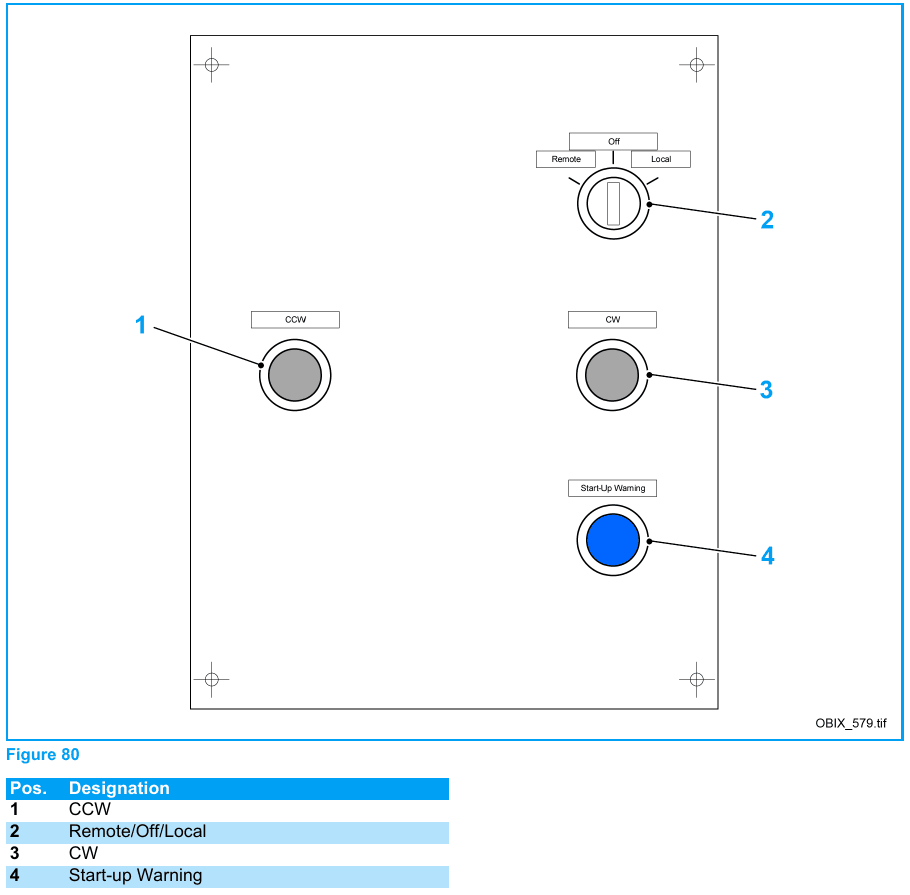 Off
Remote Local
2
CCW CW
1
3
Start-Up Warning
4
OBIX_579.tif
Figure 80
Pos. Designation
1 CCW
2 Remote/Off/Local
3 CW
4 Start-up Warning